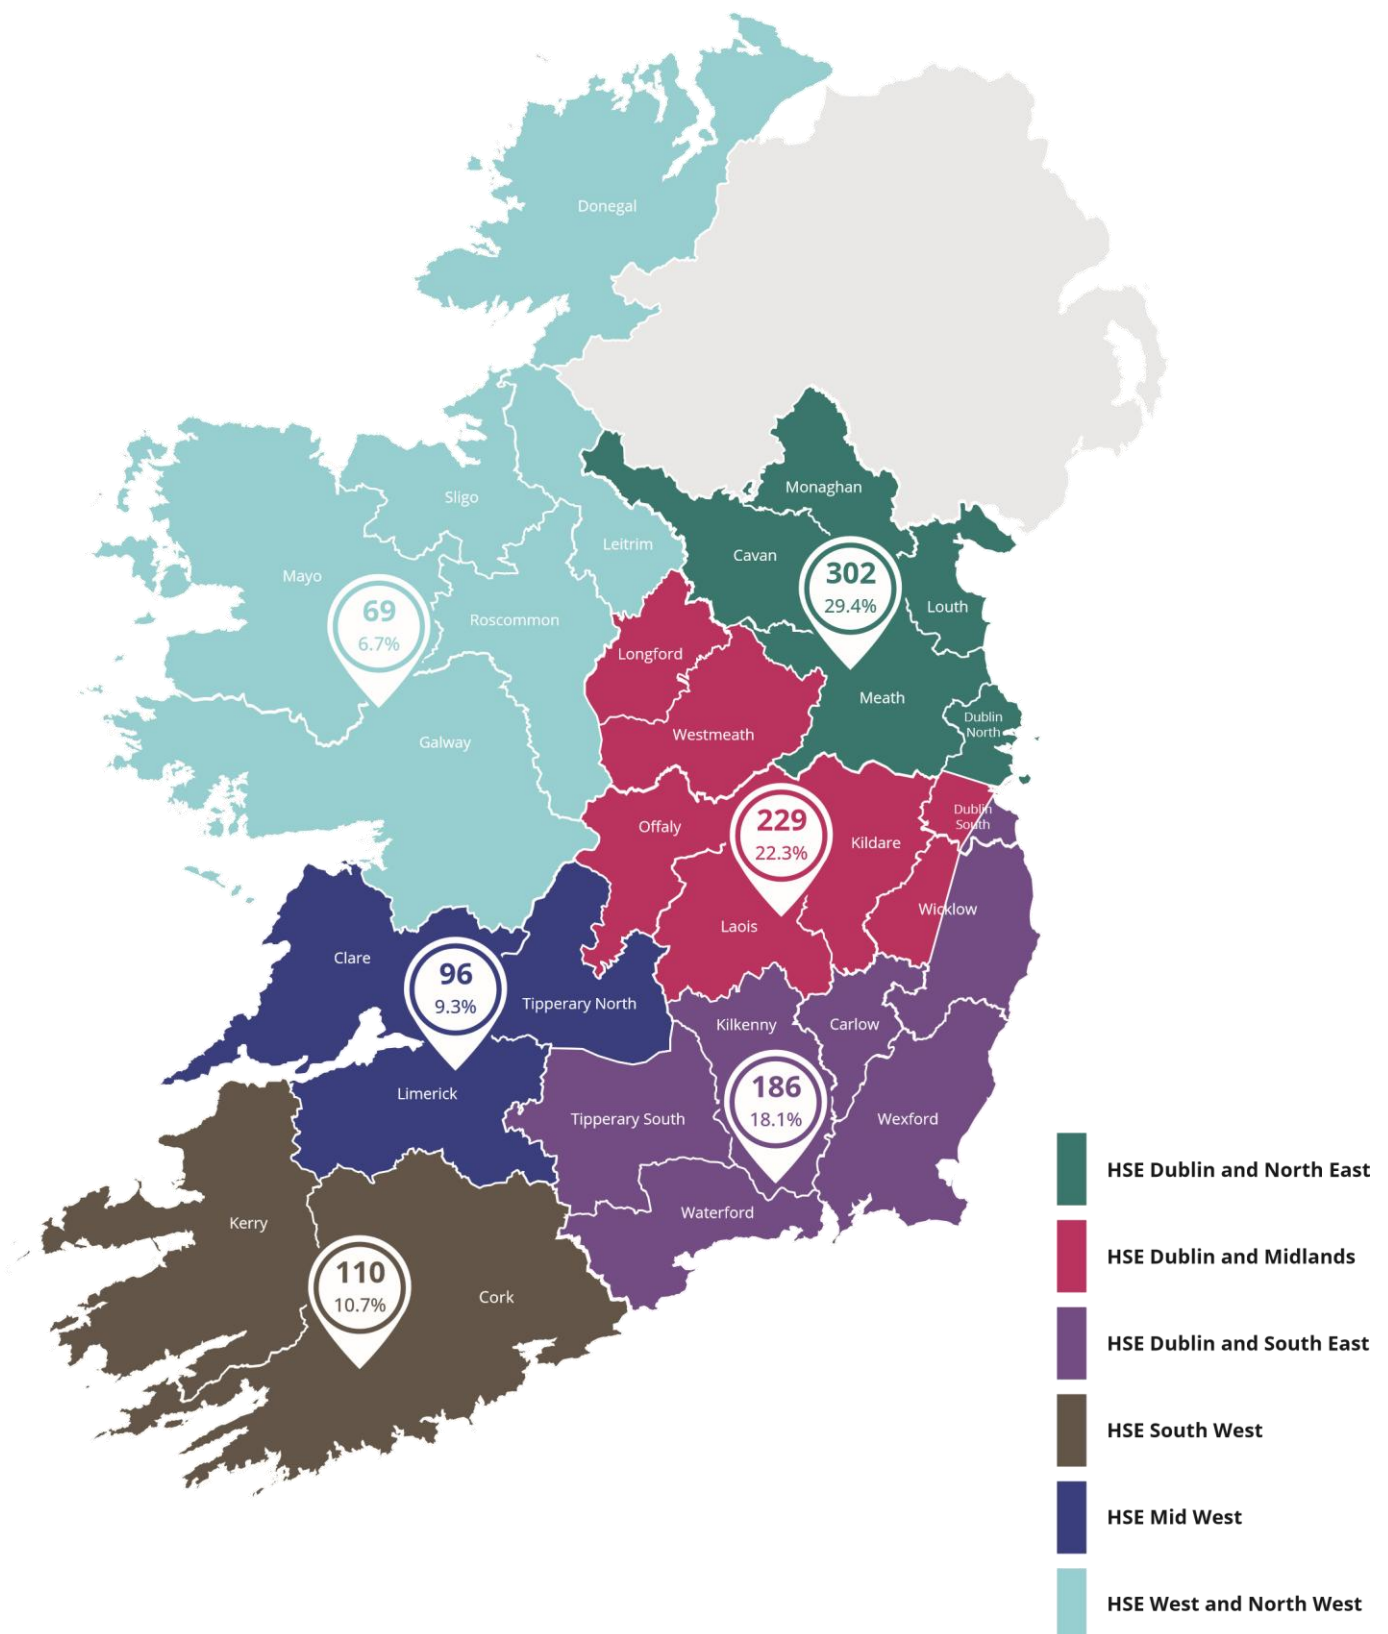 Donegal
Monaghan
Sligo
Leitrim
Cavan
302
29.4%
Mayo
69
6.7%
Roscommon
Louth
Longford
Meath
Westmeath
Dublin
North
Galway
Offaly
229
22.3%
Kildare
Dublin
South
Wicklow
Laois
Clare
96
9.3%
Tipperary North
Kilkenny
Carlow
Limerick
186
18.1%
Tipperary South
Wexford
Waterford
Kerry
110
10.7%
Cork
HSE Dublin and North East
HSE Dublin and Midlands
HSE Dublin and South East
HSE South West
HSE Mid West
HSE West and North West